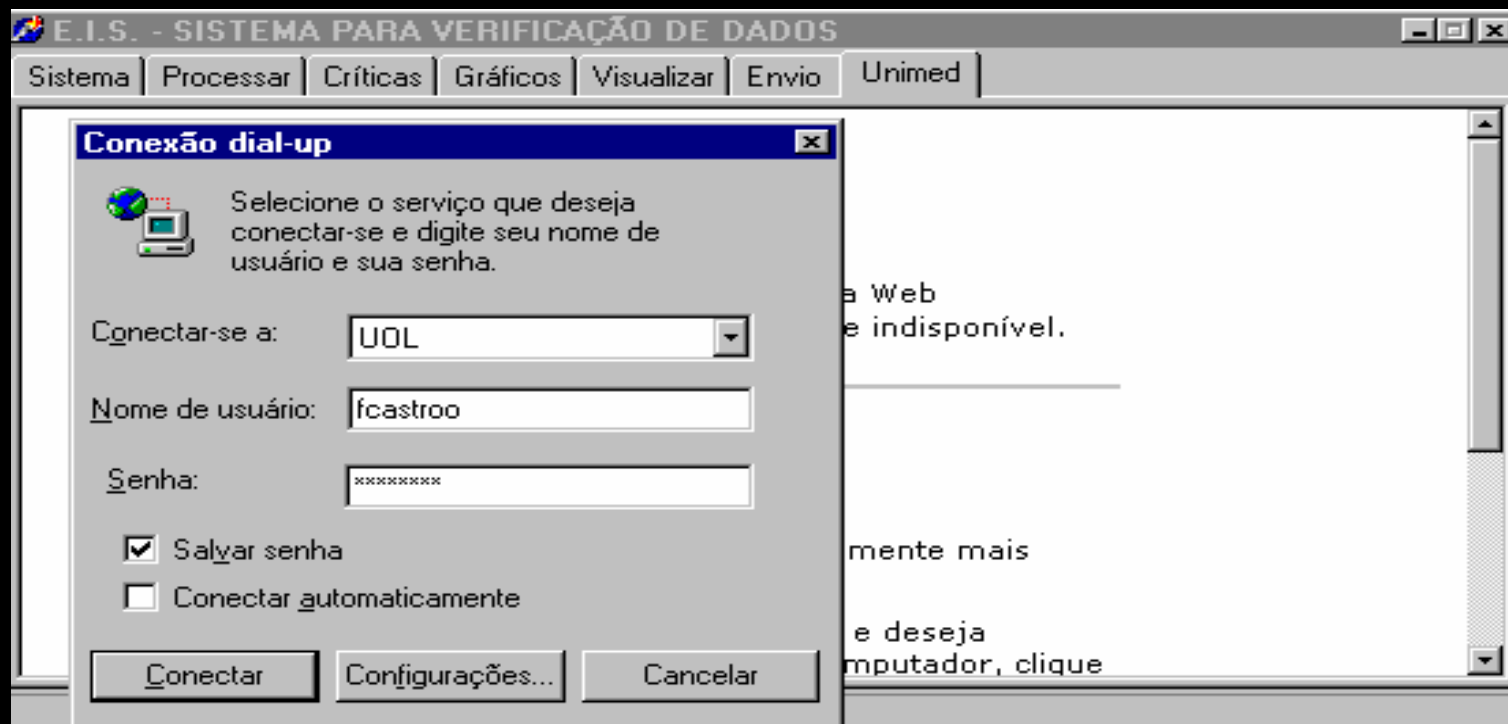 E.I.S. - SISTEMA PARA VERIFICAÇÃO DE DADOS
Sistema Processar Críticas Gráficos Visualizar Envio Unimed
Conexão dial-up
Selecione o serviço que deseja
conectar-se e digite seu nome de
usuário e sua senha.
Conectar-se a: UOL
Nome de usuário: fcastroo
Senha: ××××××××
Salvar senha
Conectar automaticamente
Conectar Configurações... Cancelar
a Web
e indisponível.
mente mais
e deseja
mputador, clique